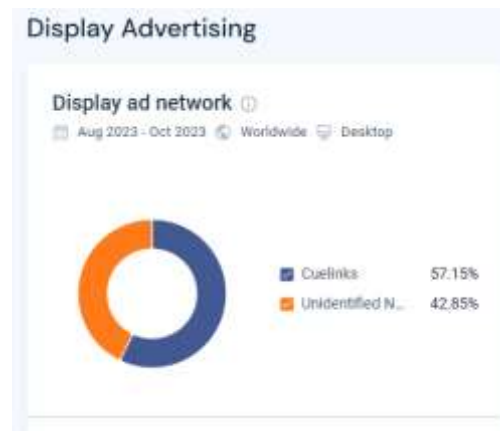 Display Advertising
Display ad network
Aug 2023 - Oct 2023 Worldwide Desktop
Cuelinks 57.15%
Unidentified N... 42.85%